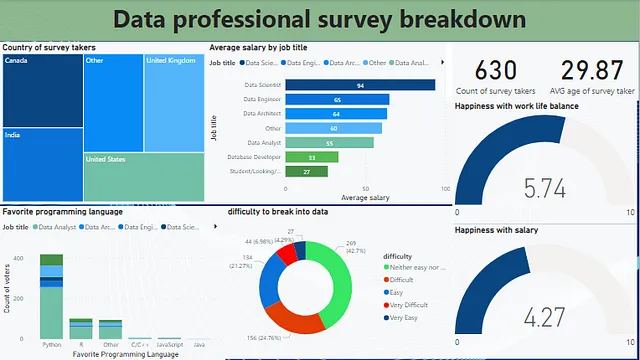 Data professional survey breakdown
Country of survey takers
Canada
Other
United Kingdom
India
United States
Average salary by job title
Job title Data Scie... Data Engi... Data Arc... Other Data Anal...
Job title
Data Scientist 94
Data Engineer 65
Data Architect 64
Other 60
Data Analyst 55
Database Developer 33
Student/Looking/... 27
0 50 100
Average salary
630
Count of survey takers
29.87
AVG age of survey taker
Happiness with work life balance
5.74
0 10
Happiness with salary
4.27
0 10
Favorite programming language
Job title Data Analyst Data Arc... Data Engi... Data Scie...
Count of voters
400
200
0
Python R Other C/C++ JavaScript Java
Favorite Programming Language
difficulty to break into data
27
(4.29%)
44 (6.98%)
134
(21.27%)
269
(42.7%)
156 (24.76%)
difficulty
Neither easy nor ...
Difficult
Easy
Very Difficult
Very Easy